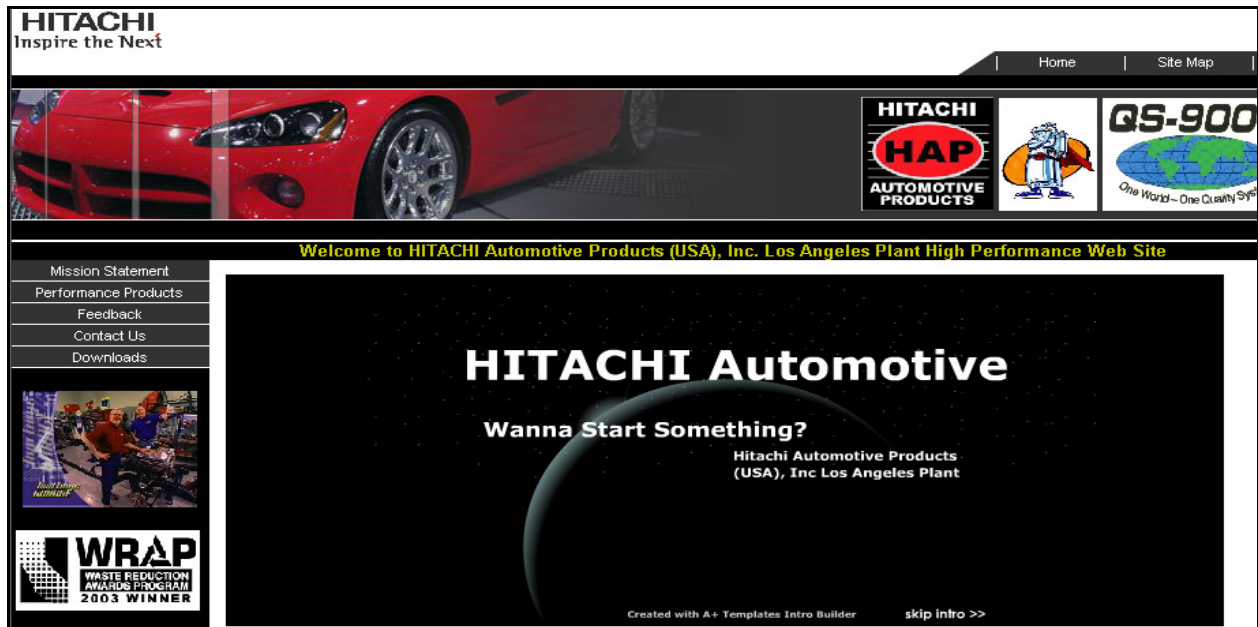 HITACHI
Inspire the Next
| Home | Site Map |
HITACHI
HAP
AUTOMOTIVE
PRODUCTS
QS-900
One World - One Quality Sys
Welcome to HITACHI Automotive Products (USA), Inc. Los Angeles Plant High Performance Web Site
Mission Statement
Performance Products
Feedback
Contact Us
Downloads
HITACHI Automotive
Wanna Start Something?
Hitachi Automotive Products
(USA), Inc Los Angeles Plant
WRAP
WASTE REDUCTION
AWARDS PROGRAM
2003 WINNER
Created with A+ Templates Intro Builder
skip intro >>